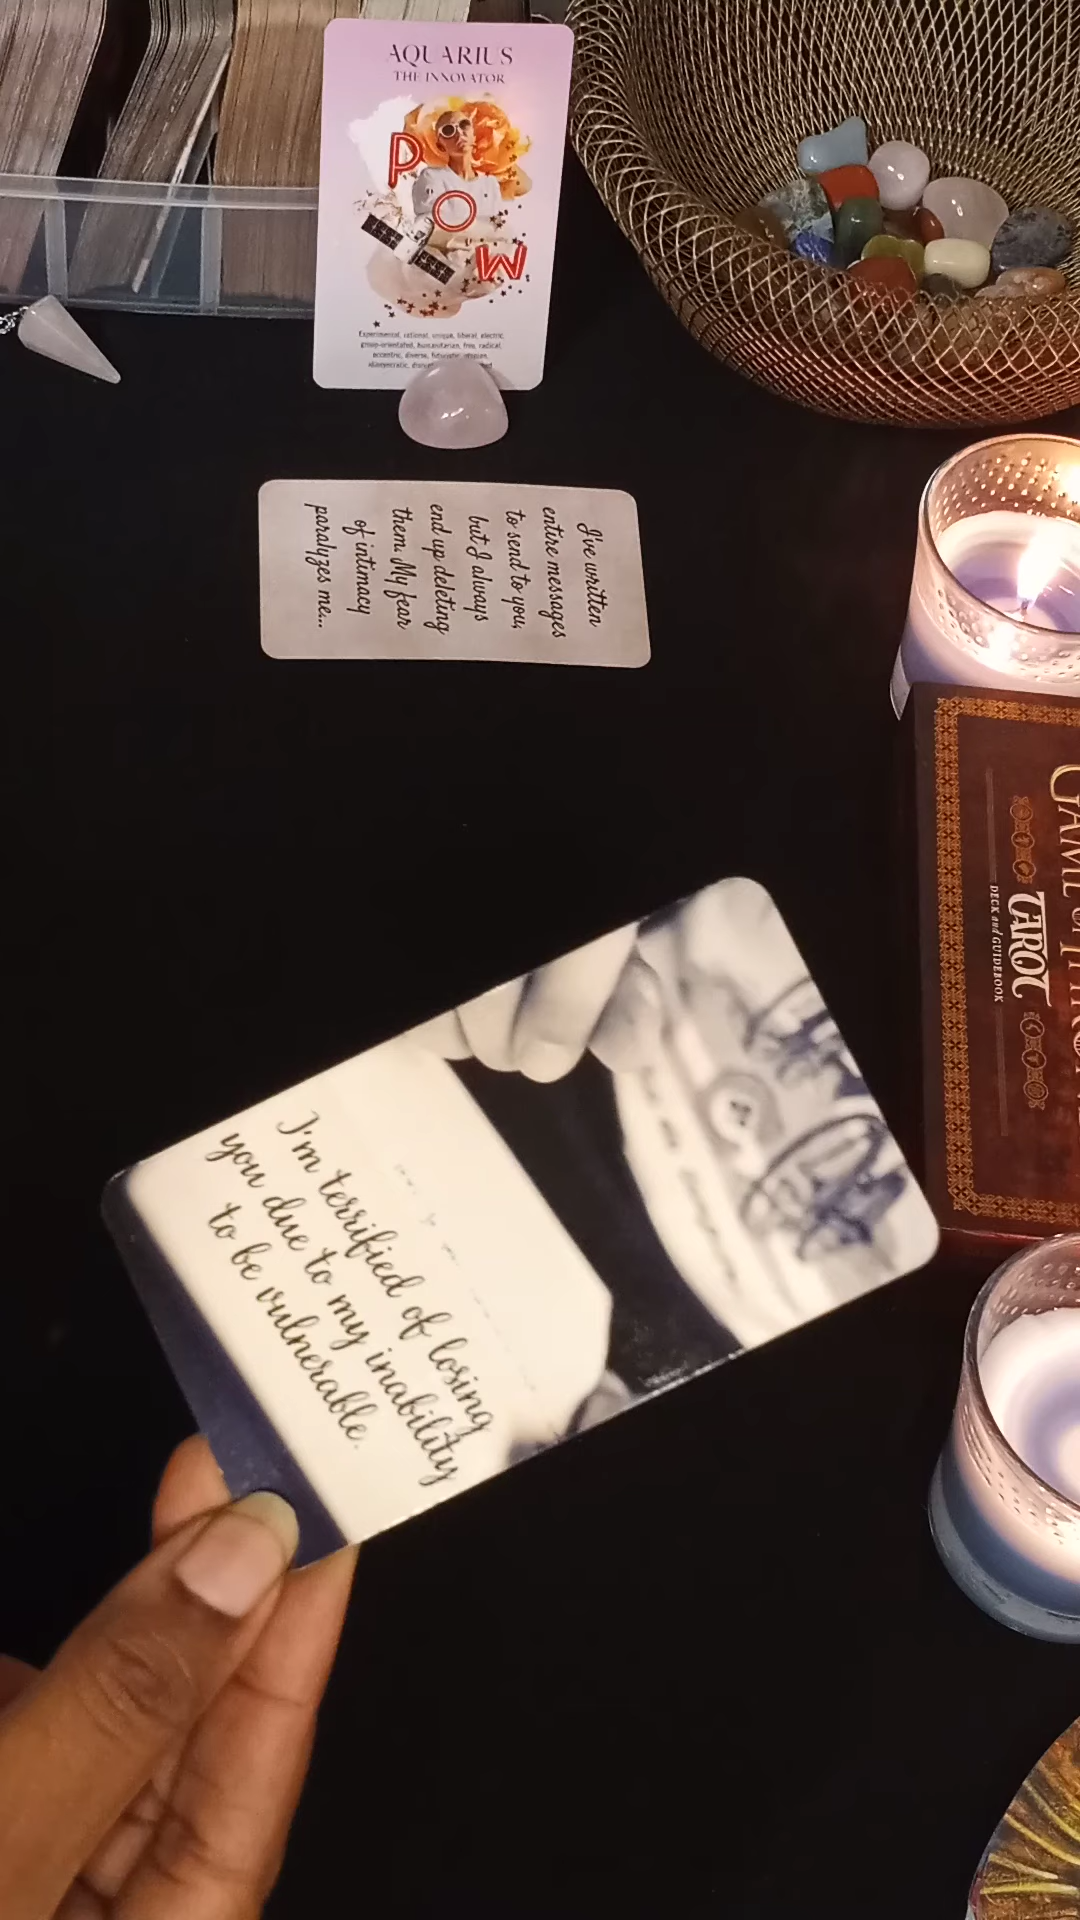 AQUARIUS
THE INNOVATOR
POW
Experimental, rational, unique, liberal, electric,
group-orientated, humanitarian, free, radical,
eccentric, diverse, futuristic, utopian,
idiosyncratic,
I've written
entire messages
to send to you,
but I always
end up deleting
them. My fear
of intimacy
paralyzes me...
GAME OF THRONES
TAROT
DECK and GUIDEBOOK
I'm terrified of losing
you due to my inability
to be vulnerable.